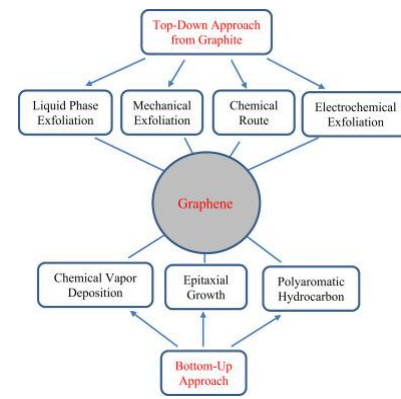 Top-Down Approach
from Graphite
Liquid Phase
Exfoliation
Mechanical
Exfoliation
Chemical
Route
Electrochemical
Exfoliation
Graphene
Chemical Vapor
Deposition
Epitaxial
Growth
Polyaromatic
Hydrocarbon
Bottom-Up
Approach